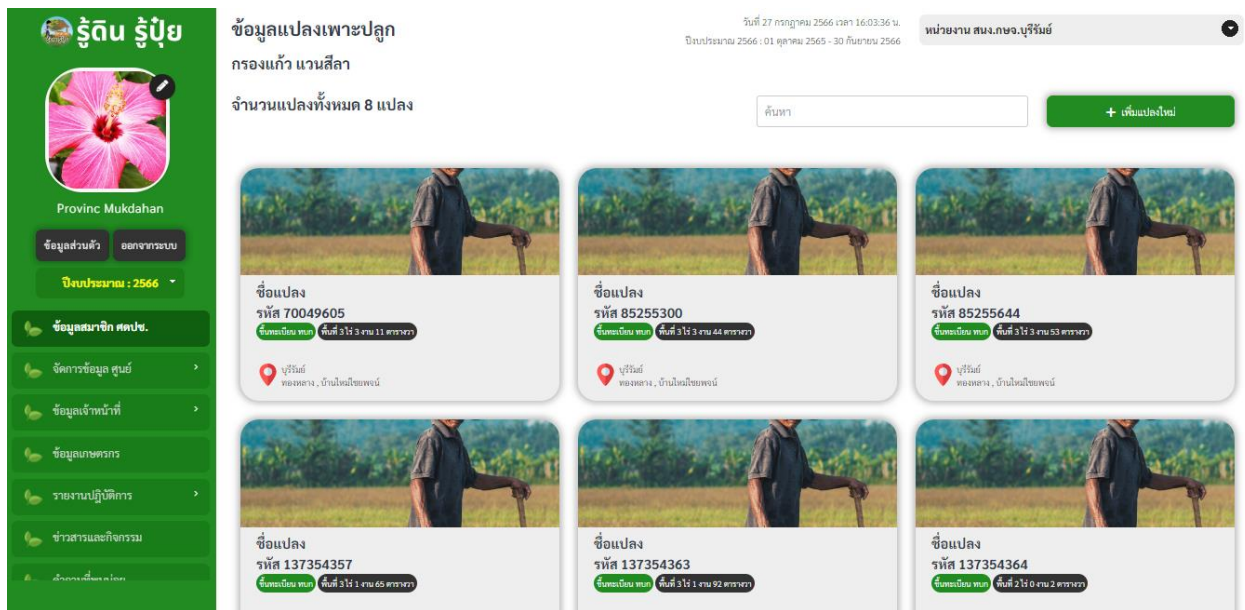 รู้ดิน รู้ปุ๋ย
Provinc Mukdahan
ข้อมูลส่วนตัว ออกจากระบบ
ปีงบประมาณ : 2566
ข้อมูลสมาชิก ศดปช.
จัดการข้อมูล ศูนย์
ข้อมูลเจ้าหน้าที่
ข้อมูลเกษตรกร
รายงานปฏิบัติการ
ข่าวสารและกิจกรรม
ข้อมูลแปลงเพาะปลูก
วันที่ 27 กรกฎาคม 2566 เวลา 16:03:36 น.
ปีงบประมาณ 2566 : 01 ตุลาคม 2565 - 30 กันยายน 2566
หน่วยงาน สนง.กษจ.บุรีรัมย์
กรองแก้ว แวนสีลา
จำนวนแปลงทั้งหมด 8 แปลง
ค้นหา
+ เพิ่มแปลงใหม่
ชื่อแปลง
รหัส 70049605
ขึ้นทะเบียน ทบก พื้นที่ 3 ไร่ 3 งาน 11 ตารางวา
บุรีรัมย์
ทองหลาง , บ้านใหม่ไชยพจน์
ชื่อแปลง
รหัส 85255300
ขึ้นทะเบียน ทบก พื้นที่ 3 ไร่ 3 งาน 44 ตารางวา
บุรีรัมย์
ทองหลาง , บ้านใหม่ไชยพจน์
ชื่อแปลง
รหัส 85255644
ขึ้นทะเบียน ทบก พื้นที่ 3 ไร่ 3 งาน 53 ตารางวา
บุรีรัมย์
ทองหลาง , บ้านใหม่ไชยพจน์
ชื่อแปลง
รหัส 137354357
ขึ้นทะเบียน ทบก พื้นที่ 3 ไร่ 1 งาน 65 ตารางวา
ชื่อแปลง
รหัส 137354363
ขึ้นทะเบียน ทบก พื้นที่ 3 ไร่ 1 งาน 92 ตารางวา
ชื่อแปลง
รหัส 137354364
ขึ้นทะเบียน ทบก พื้นที่ 2 ไร่ 0 งาน 2 ตารางวา